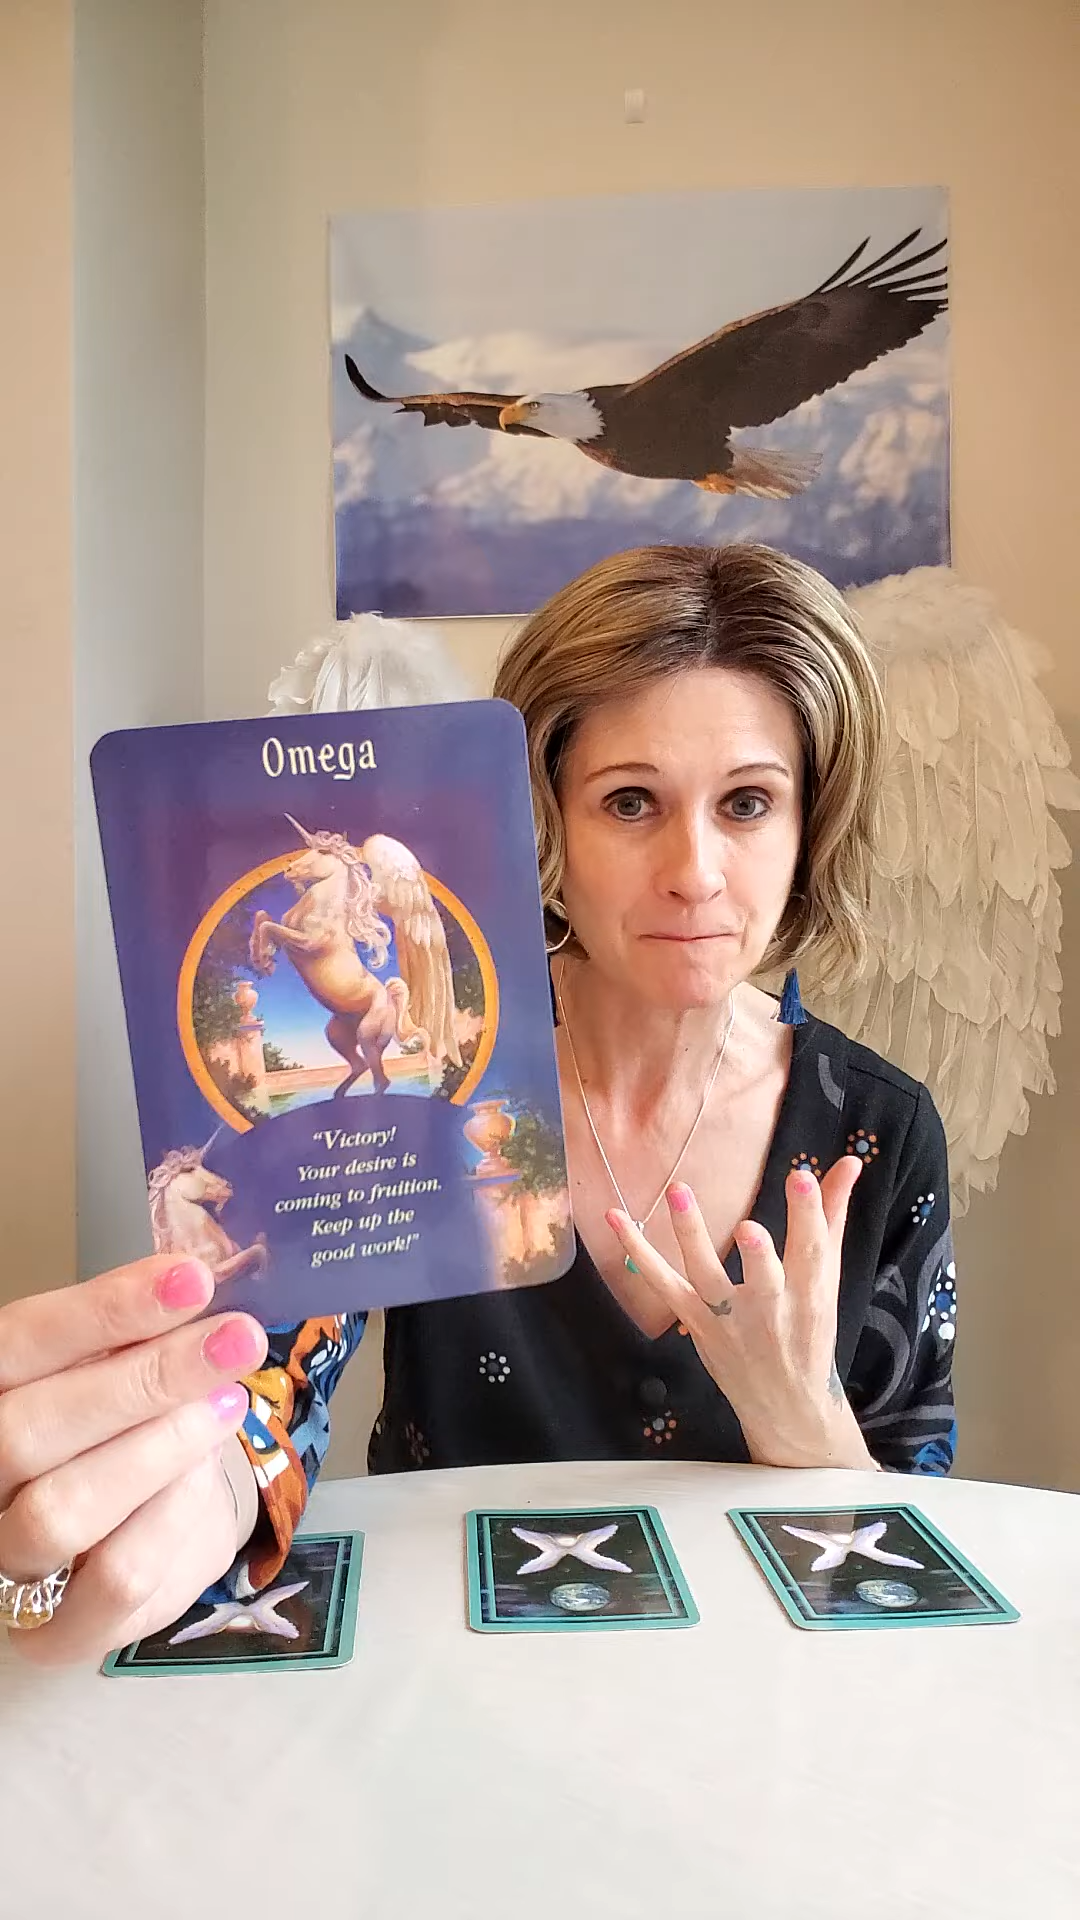 Omega
"Victory!
Your desire is
coming to fruition.
Keep up the
good work!"